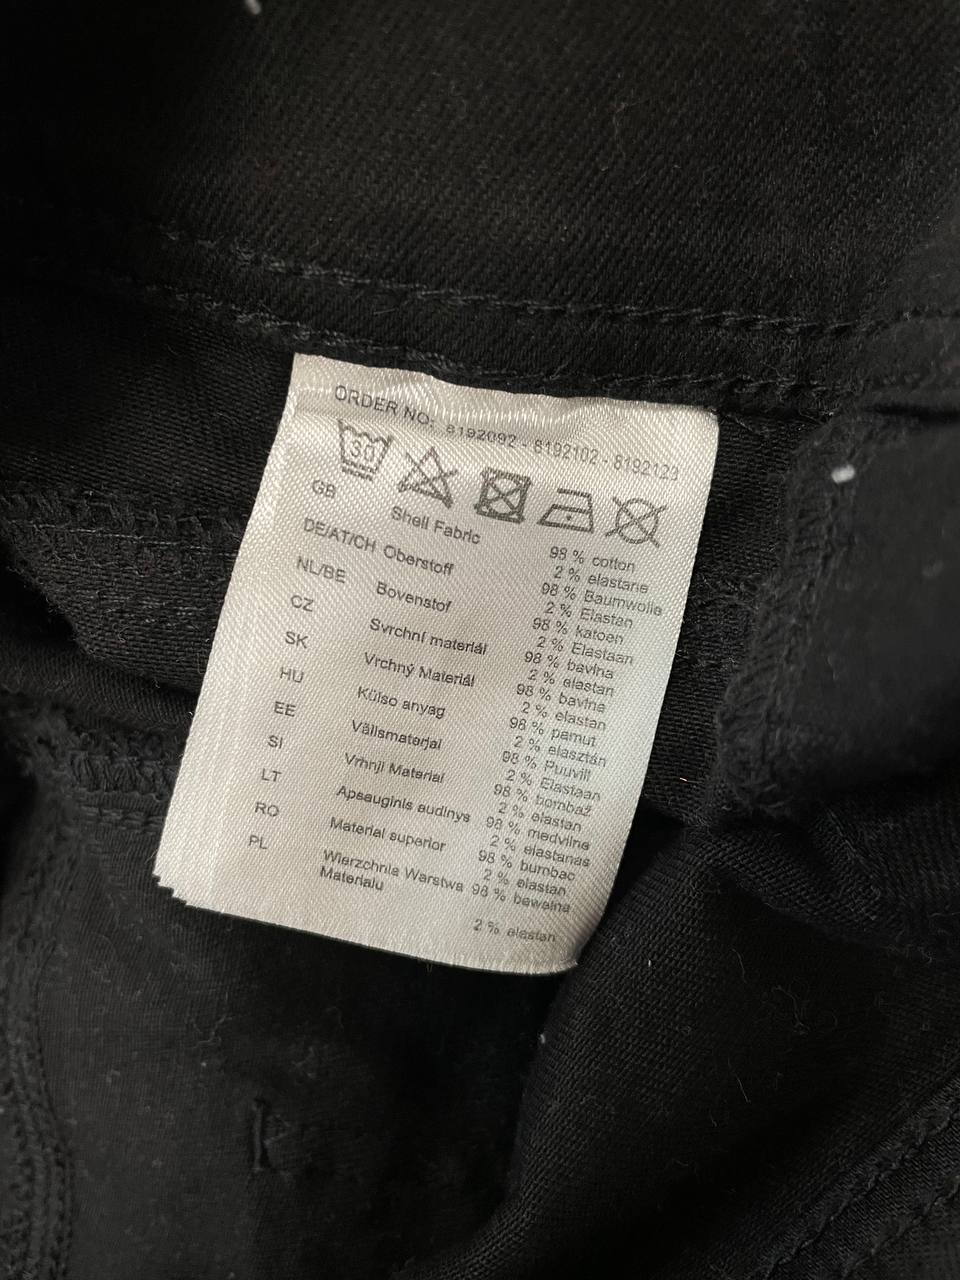 ORDER NO: 8192092 - 8192102 - 8192123
30
GB Shell Fabric 98 % cotton
2 % elastane
DE/AT/CH Oberstoff 98 % Baumwolle
2 % Elastan
NL/BE Bovenstof 98 % katoen
2 % Elastaan
CZ Svrchní materiál 98 % bavlna
2 % elastan
SK Vrchný Materiál 98 % bavlna
2 % elastan
HU Külso anyag 98 % pamut
2 % elasztán
EE Välismaterjal 98 % Puuvill
2 % Elastaan
SI Vrhnji Material 98 % bombaž
2 % elastan
LT Apsauginis audinys 98 % medvilne
2 % elastanas
RO Material superior 98 % bumbac
2 % elastan
PL Wierzchnia Warstwa 98 % bawelna
Materialu
2 % elastan